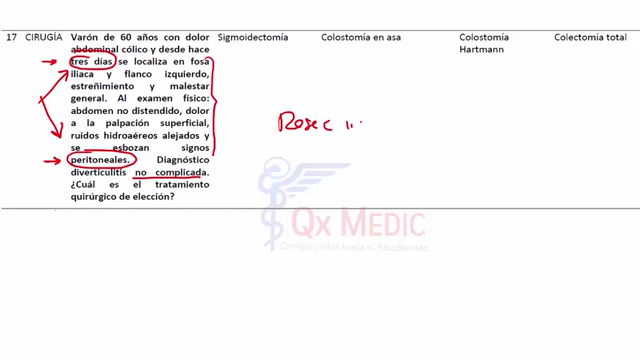 17 CIRUGÍA Varón de 60 años con dolor Sigmoidectomía Colostomía en asa Colostomía Colectomía total
abdominal cólico y desde hace Hartmann
tres días se localiza en fosa
iliaca y flanco izquierdo,
estreñimiento y malestar
general. Al examen físico:
abdomen no distendido, dolor
a la palpación superficial,
ruidos hidroaéreos alejados y
se esbozan signos
peritoneales. Diagnóstico
diverticulitis no complicada.
¿Cuál es el tratamiento
quirúrgico de elección?
Resec
Qx MEDIC
Contigo, juntos hasta el Residentado